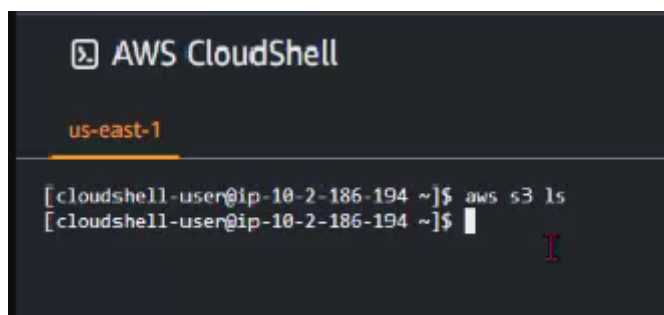 AWS CloudShell
us-east-1
[cloudshell-user@ip-10-2-186-194 ~]$ aws s3 ls
[cloudshell-user@ip-10-2-186-194 ~]$